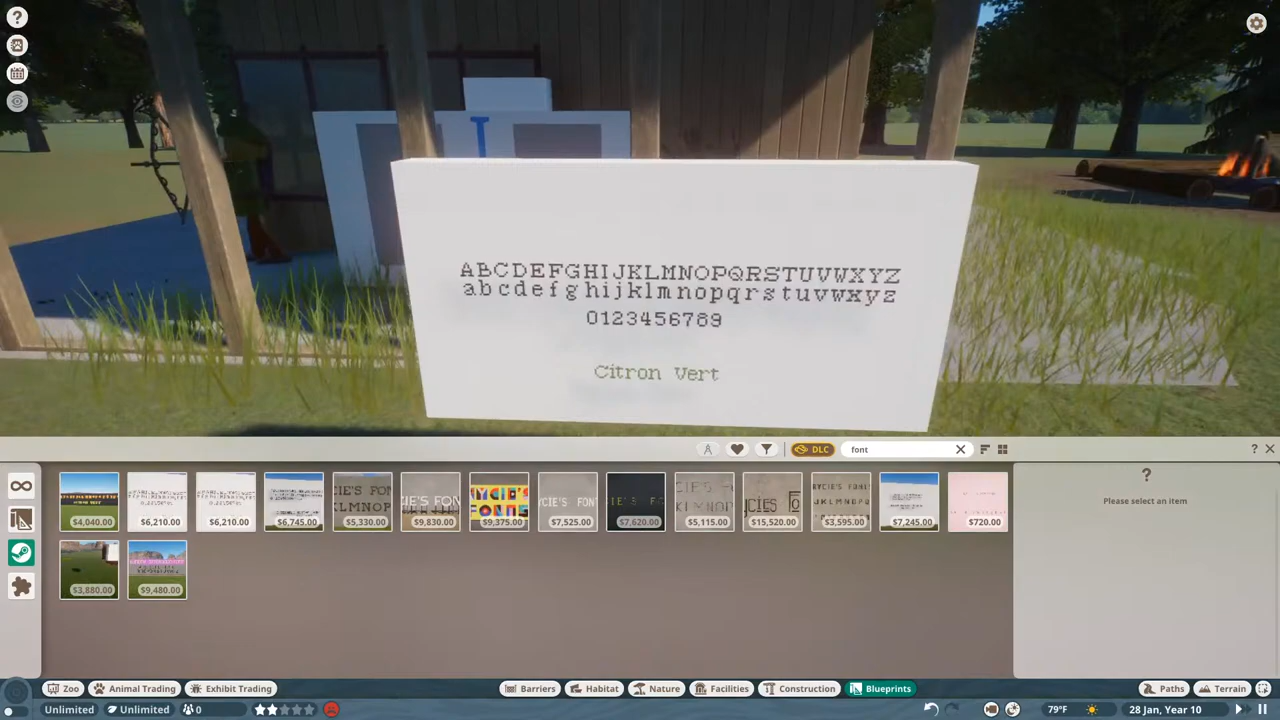 ABCDEFGHIJKLMNOPQRSTUVWXYZ
abcdefghijklmnopqrstuvwxyz
0123456789
Citron Vert
DLC
font
?
Please select an item
$4,040.00
$6,210.00
$6,210.00
$6,745.00
$5,330.00
$9,830.00
$9,375.00
$7,525.00
$7,620.00
$5,115.00
$15,520.00
$3,595.00
$7,245.00
$720.00
$3,880.00
$9,480.00
Zoo
Animal Trading
Exhibit Trading
Barriers
Habitat
Nature
Facilities
Construction
Blueprints
Paths
Terrain
Unlimited
Unlimited
0
79°F
28 Jan, Year 10